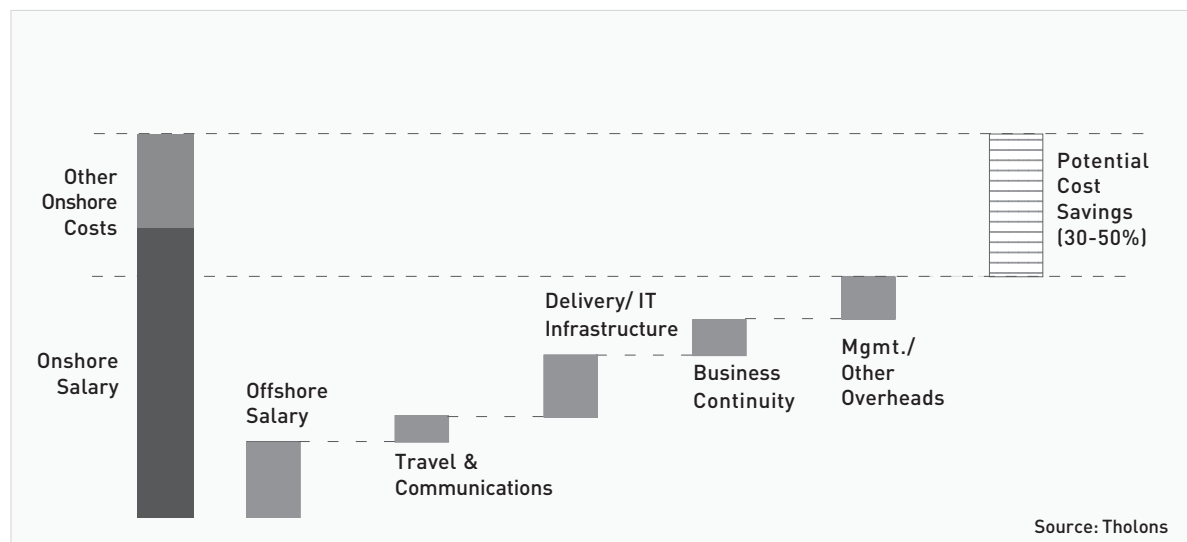 Other
Onshore
Costs
Onshore
Salary
Offshore
Salary
Travel &
Communications
Delivery/ IT
Infrastructure
Business
Continuity
Mgmt./
Other
Overheads
Potential
Cost
Savings
(30-50%)
Source: Tholons